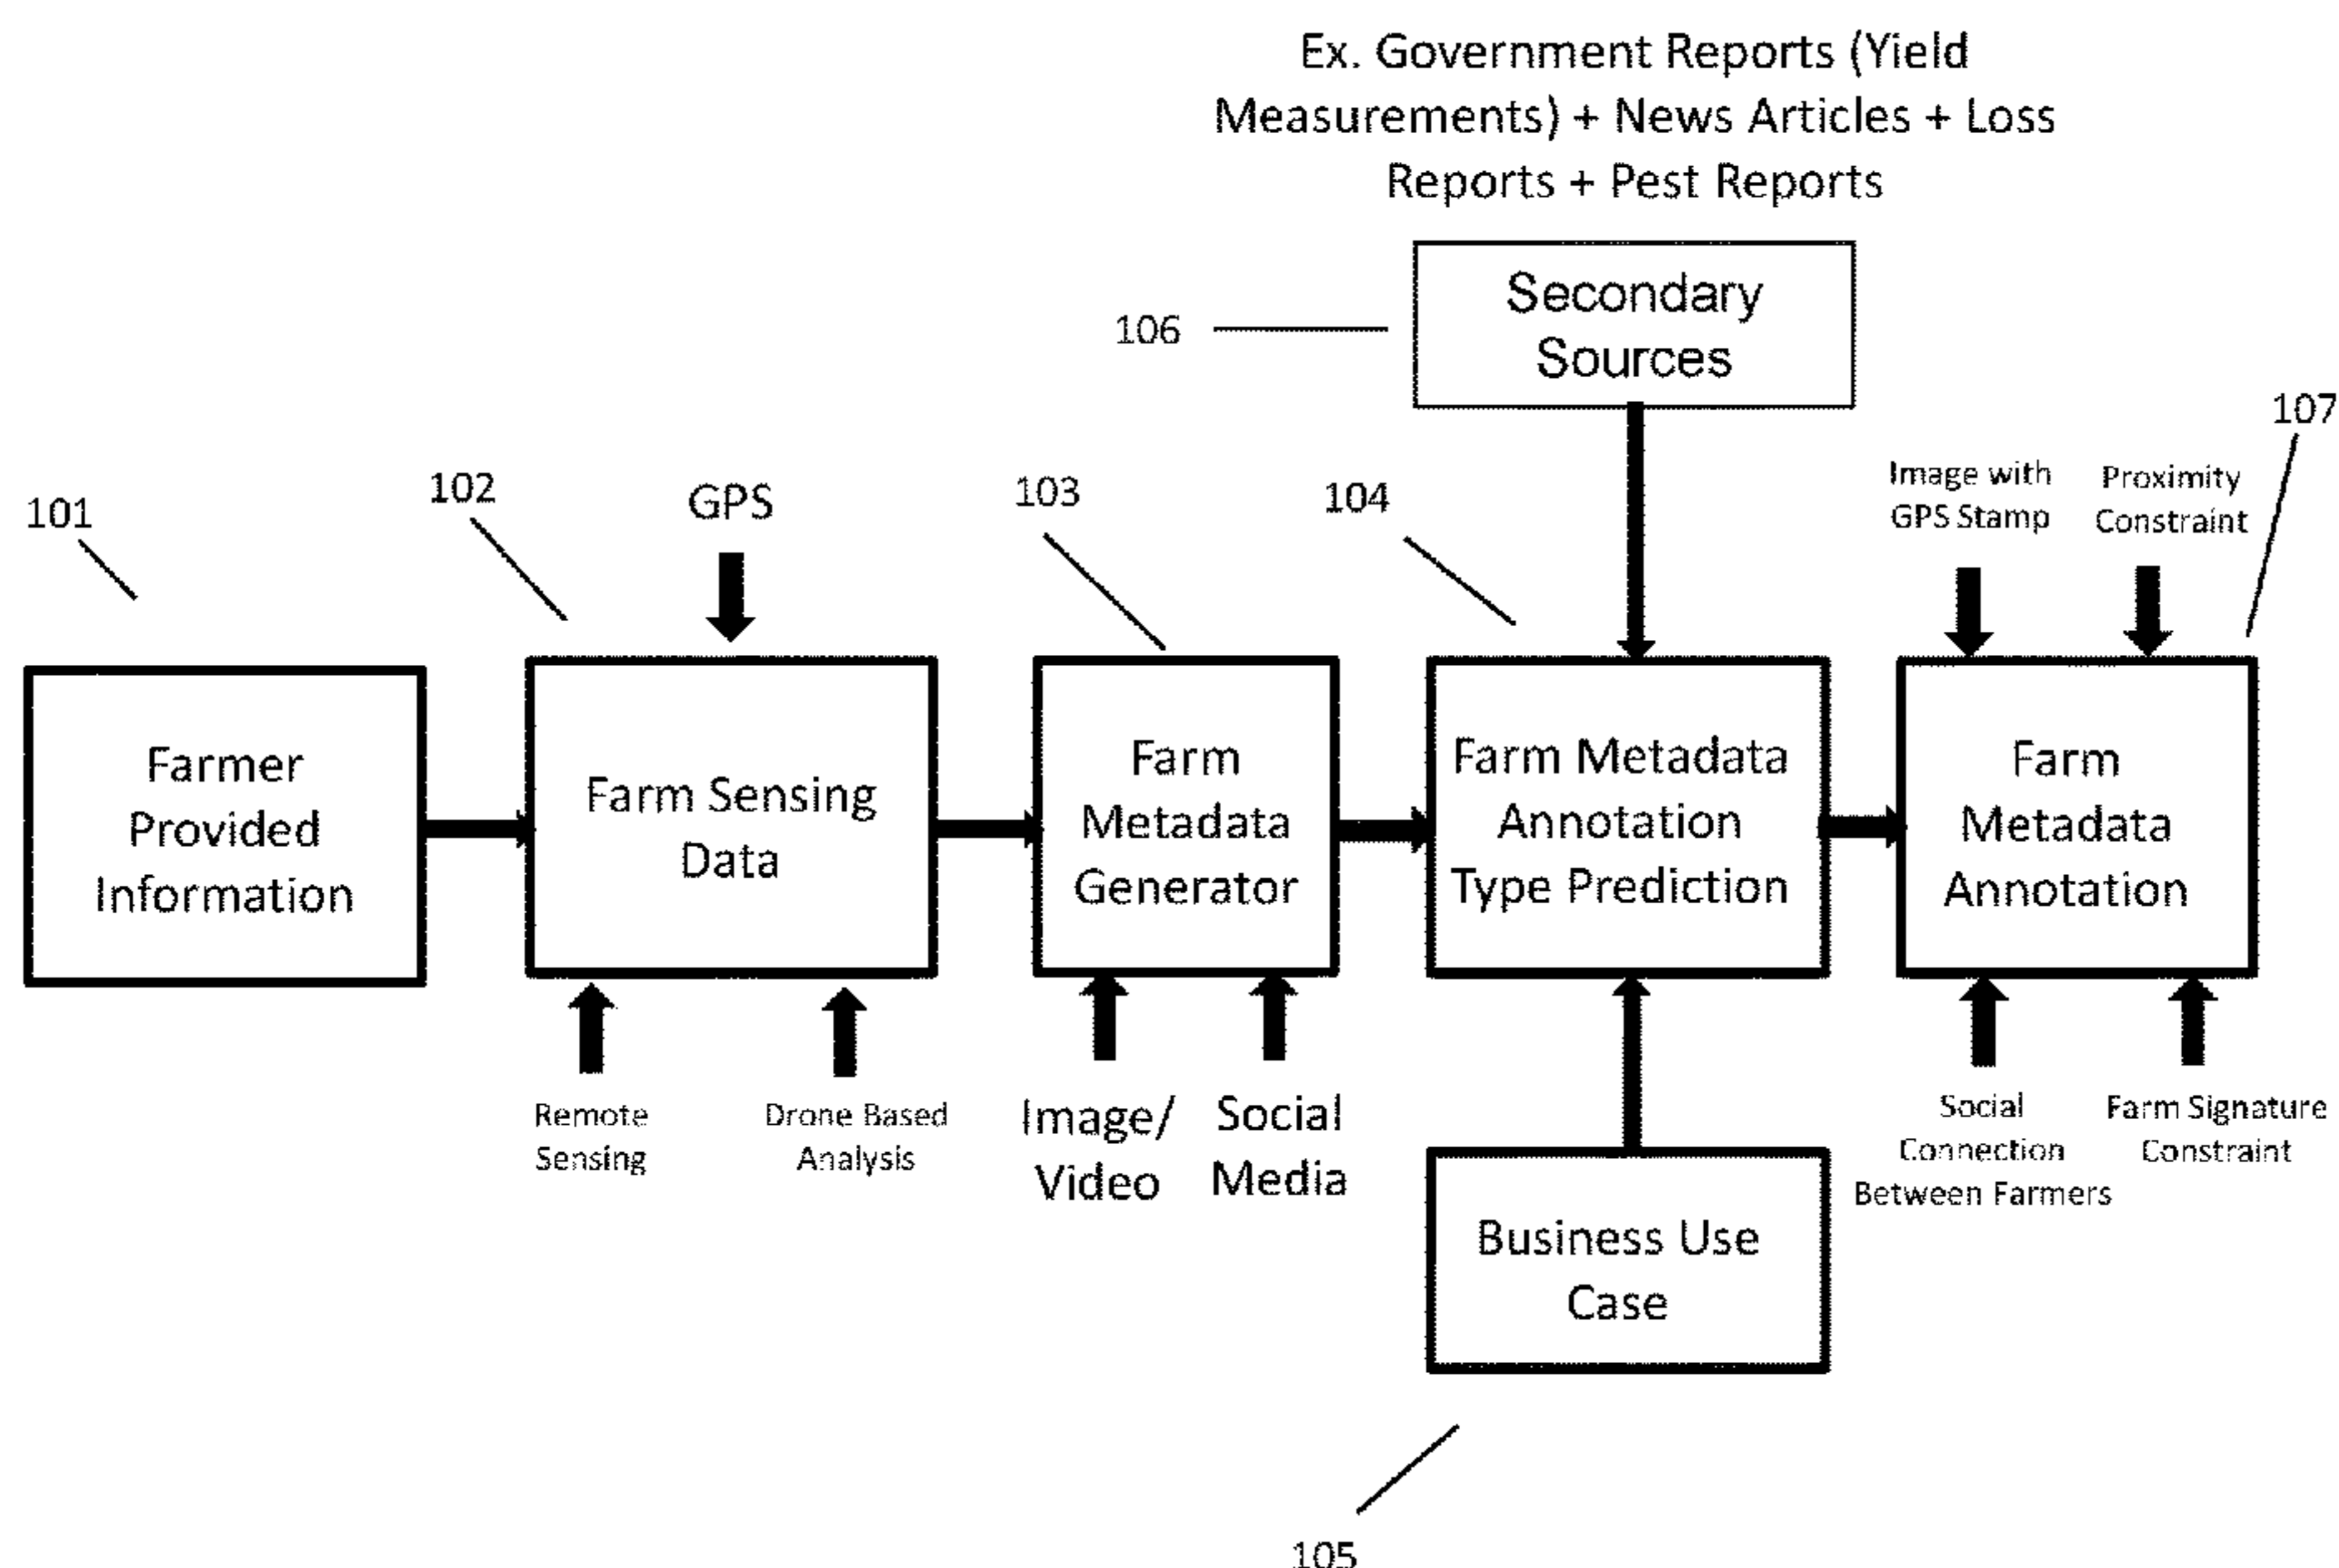 Ex. Government Reports (Yield
Measurements) + News Articles + Loss
Reports + Pest Reports
Secondary
Sources
106
107
101
102
GPS
103
104
Image with
GPS Stamp
Proximity
Constraint
Farmer
Provided
Information
Farm Sensing
Data
Farm
Metadata
Generator
Farm Metadata
Annotation
Type Prediction
Farm
Metadata
Annotation
Remote
Sensing
Drone Based
Analysis
Image/
Video
Social
Media
Business Use
Case
Social
Connection
Between Farmers
Farm Signature
Constraint
105